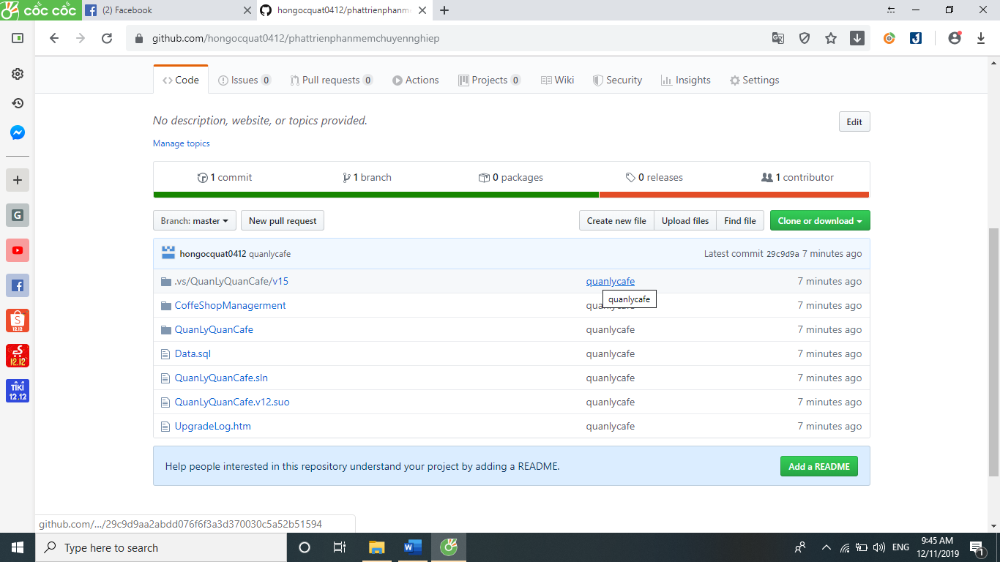 cốc cốc
(2) Facebook
hongocquat0412/phattrienphanme
github.com/hongocquat0412/phattrienphanmemchuyennghiep
Code
Issues 0
Pull requests 0
Actions
Projects 0
Wiki
Security
Insights
Settings
No description, website, or topics provided.
Edit
Manage topics
1 commit
1 branch
0 packages
0 releases
1 contributor
Branch: master
New pull request
Create new file
Upload files
Find file
Clone or download
hongocquat0412 quanlycafe
Latest commit 29c9d9a 7 minutes ago
.vs/QuanLyQuanCafe/v15 quanlycafe 7 minutes ago
quanlycafe
CoffeShopManagerment quanlycafe 7 minutes ago
QuanLyQuanCafe quanlycafe 7 minutes ago
Data.sql quanlycafe 7 minutes ago
QuanLyQuanCafe.sln quanlycafe 7 minutes ago
QuanLyQuanCafe.v12.suo quanlycafe 7 minutes ago
UpgradeLog.htm quanlycafe 7 minutes ago
Help people interested in this repository understand your project by adding a README.
Add a README
github.com/.../29c9d9aa2abdd076f6f3a3d370030c5a52b51594
G
S
12.12
12.12
TIKI
12.12
Type here to search
ENG
9:45 AM
12/11/2019
1